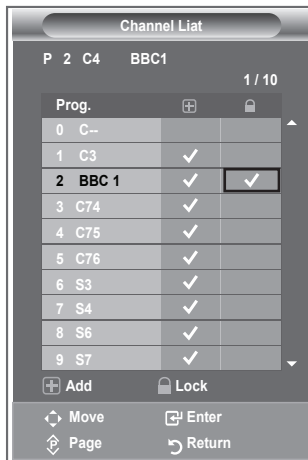 Channel Liat
P 2 C4 BBC1
1 / 10
Prog.
0 C--
1 C3
2 BBC 1
3 C74
4 C75
5 C76
6 S3
7 S4
8 S6
9 S7
Add Lock
Move Enter
P Page Return